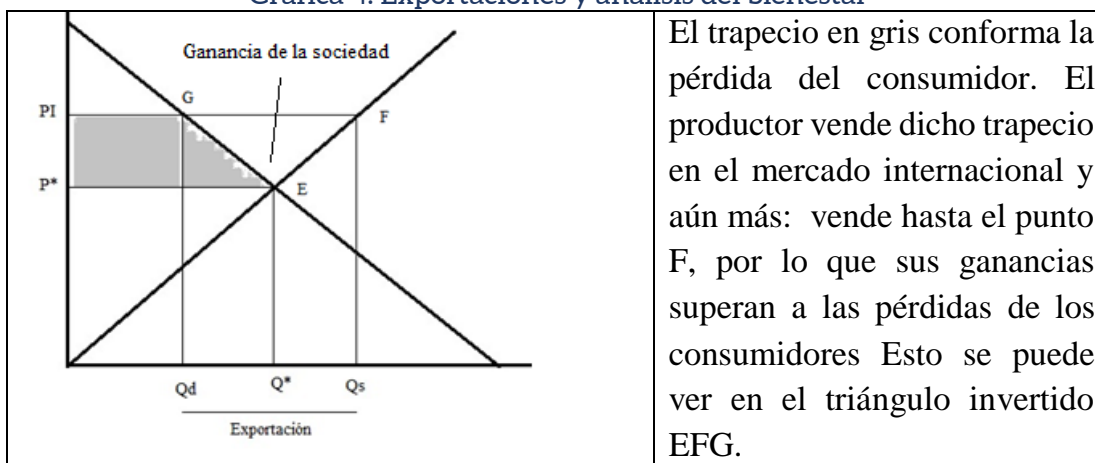 Gráfica 4. Exportaciones y análisis del bienestar
Ganancia de la sociedad
G
PI
F
P*
E
Qd
Q*
Qs
Exportación
El trapecio en gris conforma la
pérdida del consumidor. El
productor vende dicho trapecio
en el mercado internacional y
aún más: vende hasta el punto
F, por lo que sus ganancias
superan a las pérdidas de los
consumidores Esto se puede
ver en el triángulo invertido
EFG.